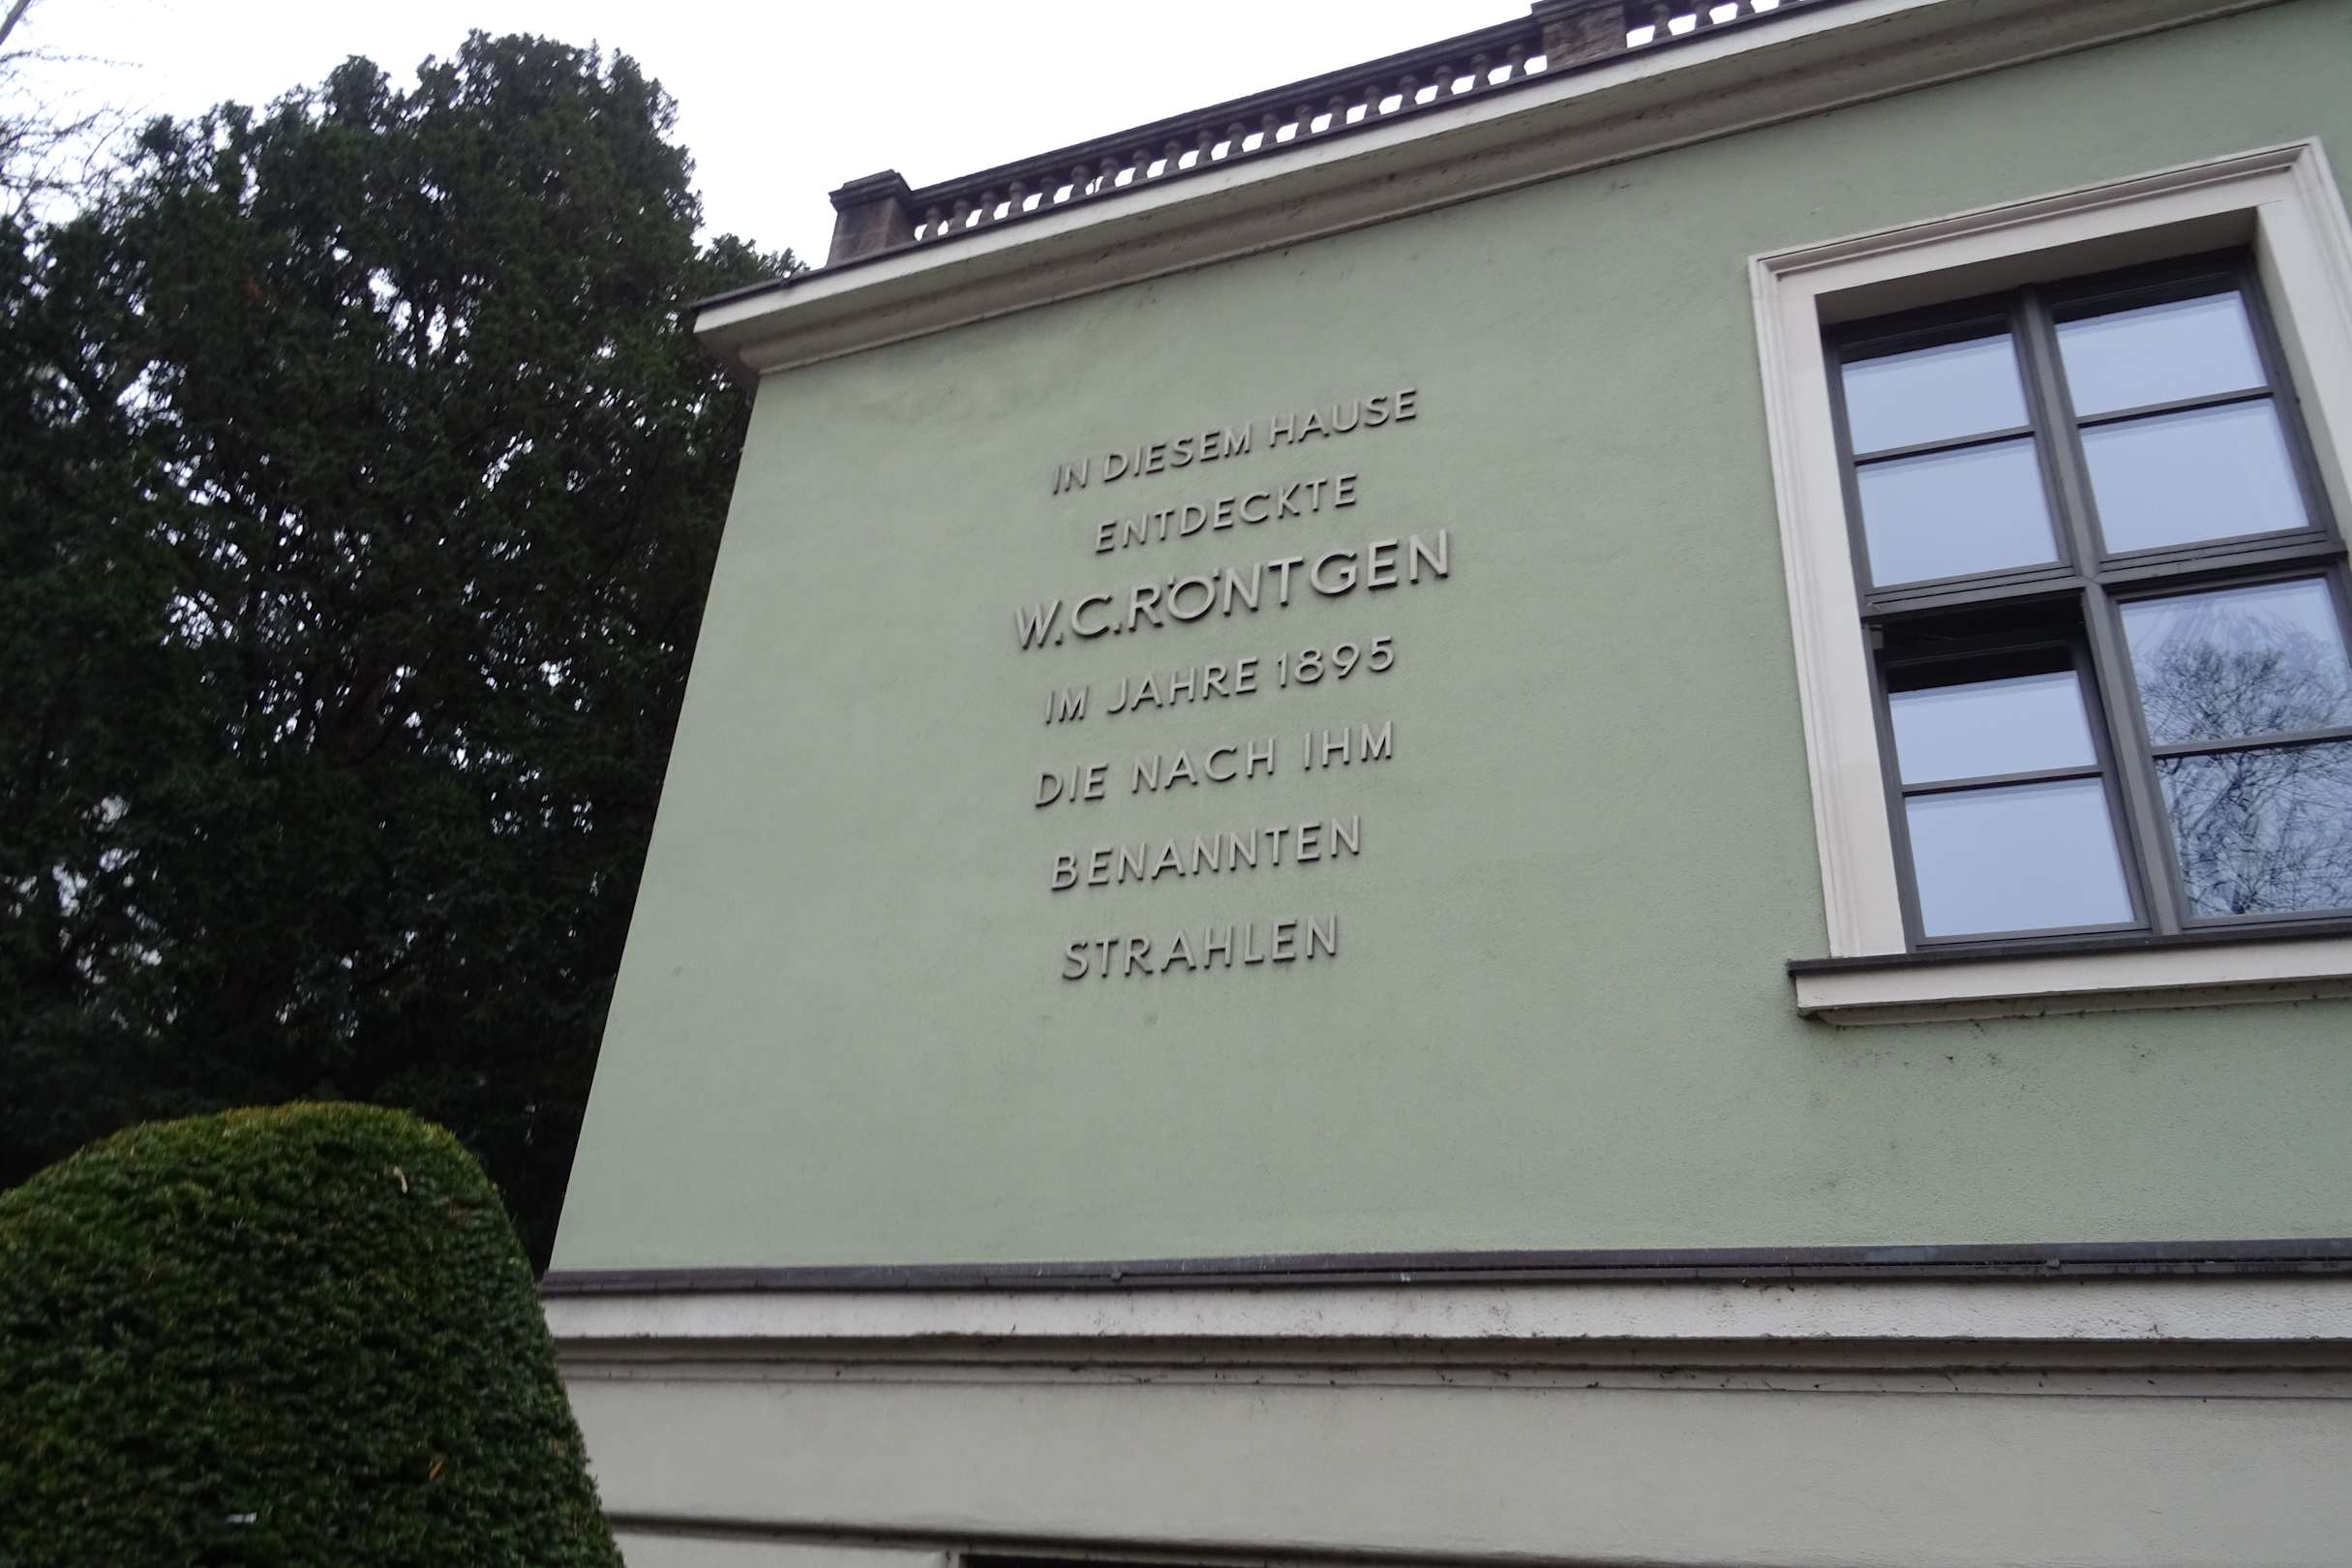 IN DIESEM HAUSE
ENTDECKTE
W.C.RÖNTGEN
IM JAHRE 1895
DIE NACH IHM
BENANNTEN
STRAHLEN